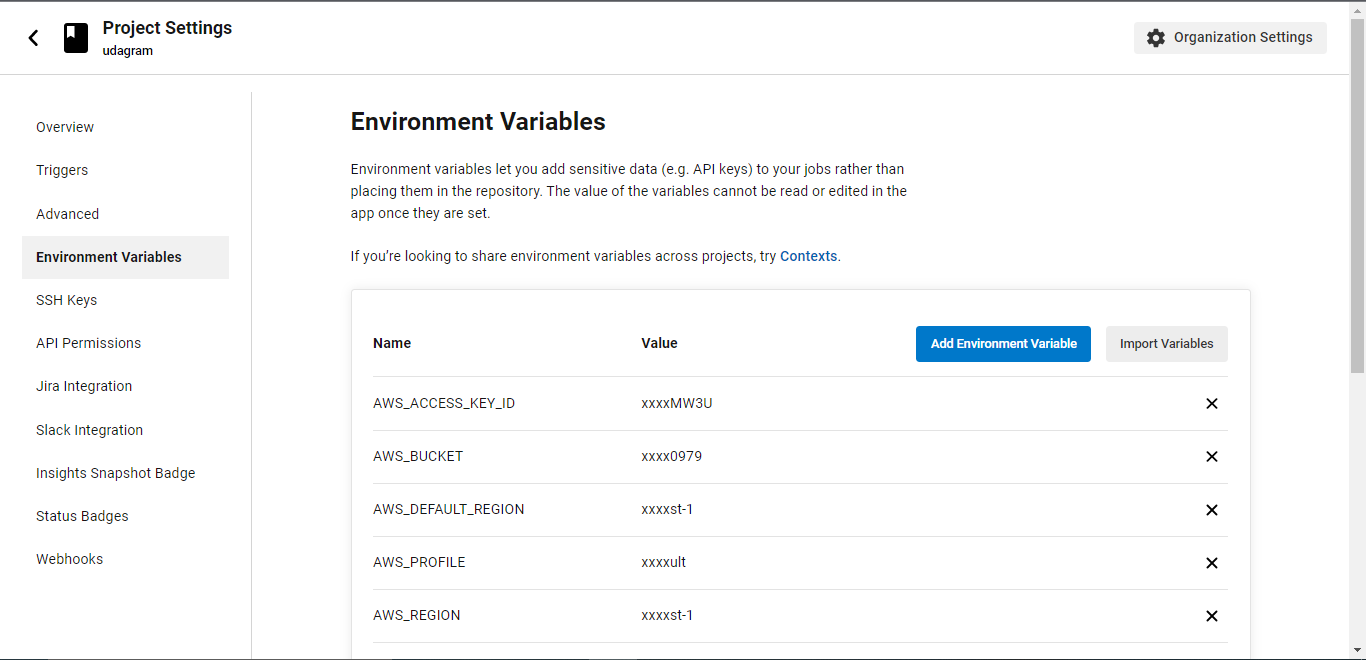 Project Settings
udagram
Organization Settings
Overview
Triggers
Advanced
Environment Variables
SSH Keys
API Permissions
Jira Integration
Slack Integration
Insights Snapshot Badge
Status Badges
Webhooks
Environment Variables
Environment variables let you add sensitive data (e.g. API keys) to your jobs rather than
placing them in the repository. The value of the variables cannot be read or edited in the
app once they are set.
If you’re looking to share environment variables across projects, try Contexts.
Name Value Add Environment Variable Import Variables
AWS_ACCESS_KEY_ID xxxxMW3U
AWS_BUCKET xxxx0979
AWS_DEFAULT_REGION xxxxst-1
AWS_PROFILE xxxxult
AWS_REGION xxxxst-1